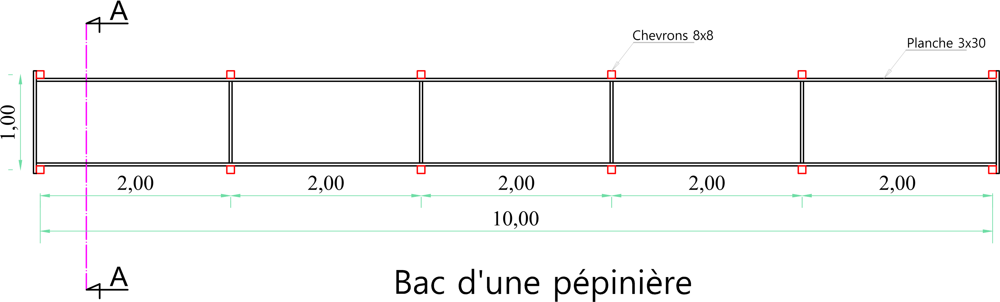 A
Chevrons 8x8
Planche 3x30
1,00
2,00
2,00
2,00
2,00
2,00
10,00
A
Bac d'une pépinière